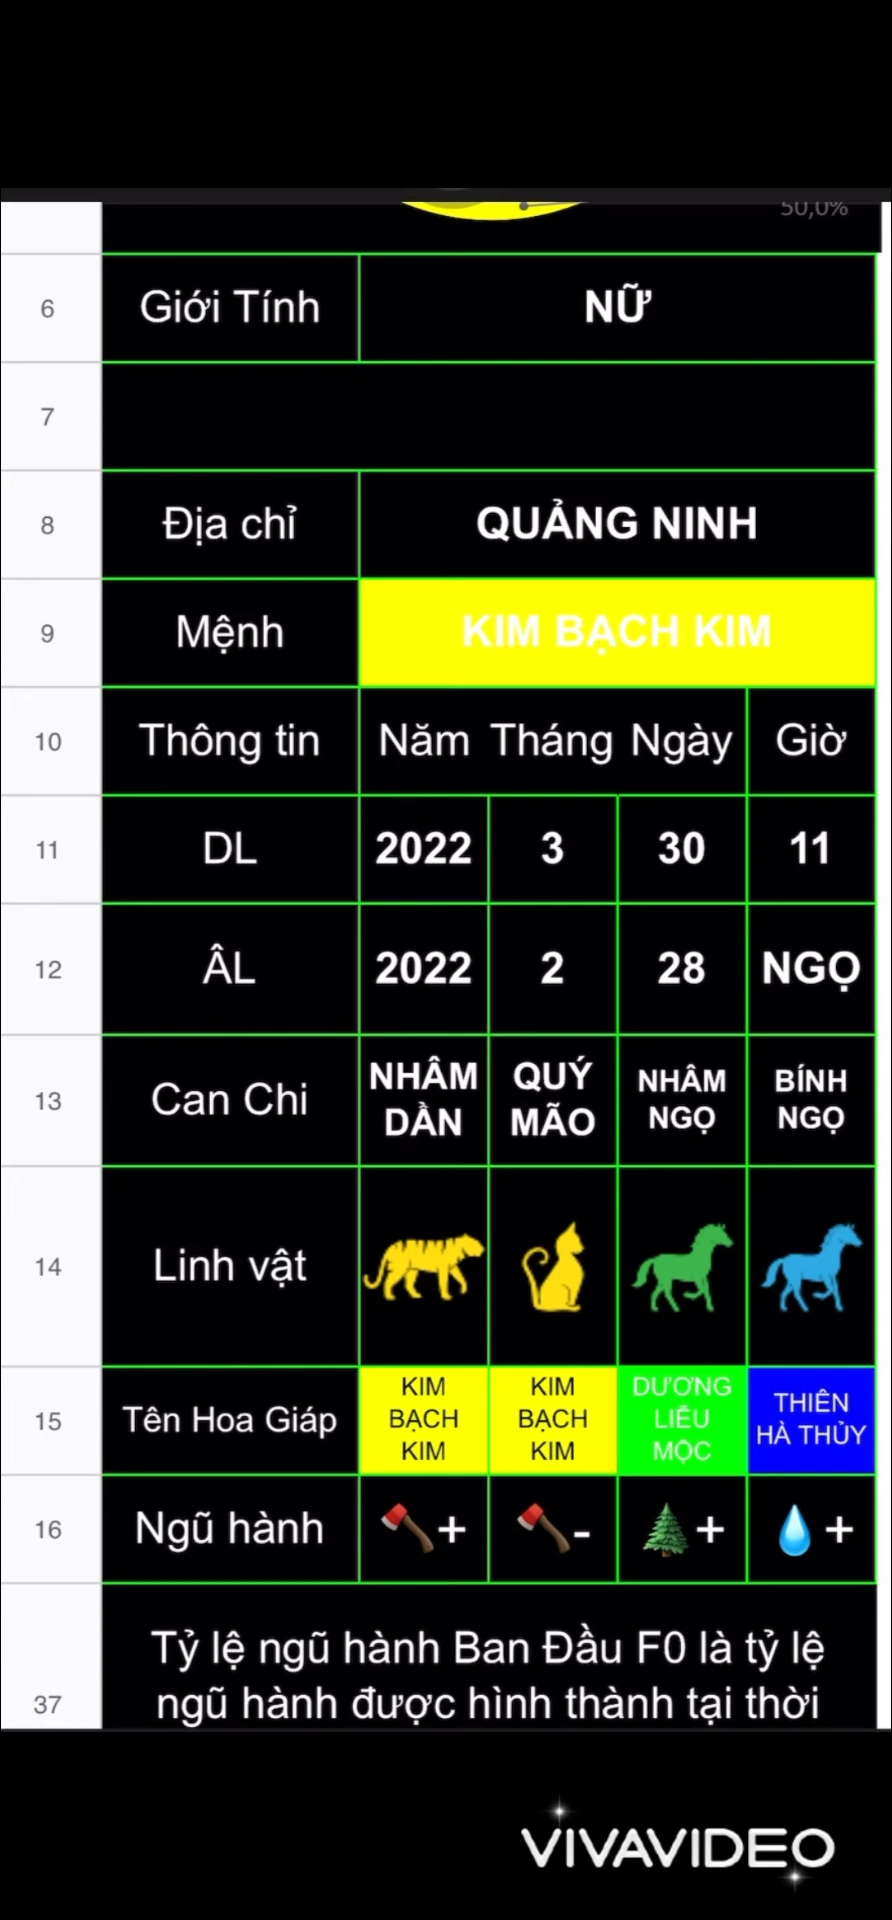 50,0%
6 Giới Tính NỮ
7
8 Địa chỉ QUẢNG NINH
9 Mệnh KIM BẠCH KIM
10 Thông tin Năm Tháng Ngày Giờ
11 DL 2022 3 30 11
12 ÂL 2022 2 28 NGỌ
13 Can Chi NHÂM DẦN QUÝ MÃO NHÂM NGỌ BÍNH NGỌ
14 Linh vật
15 Tên Hoa Giáp KIM BẠCH KIM KIM BẠCH KIM DƯƠNG LIỄU MỘC THIÊN HÀ THỦY
16 Ngũ hành + - + +
Tỷ lệ ngũ hành Ban Đầu F0 là tỷ lệ
37 ngũ hành được hình thành tại thời
VIVAVIDEO